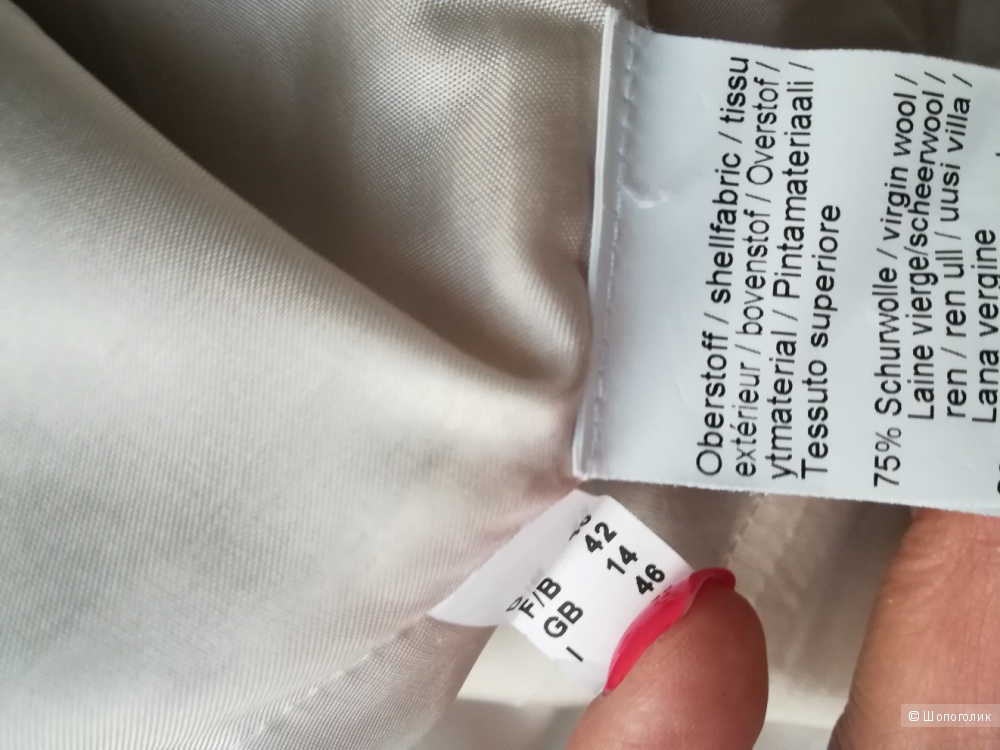 Oberstoff / shellfabric / tissu
extérieur / bovenstof / Overstof /
ytmaterial / Pintamateriaali /
Tessuto superiore
75% Schurwolle / virgin wool /
Laine vierge/scheerwool /
ren / ren ull / uusi villa /
Lana vergine
F/B 42
GB 14
I 46
© Шопоголик